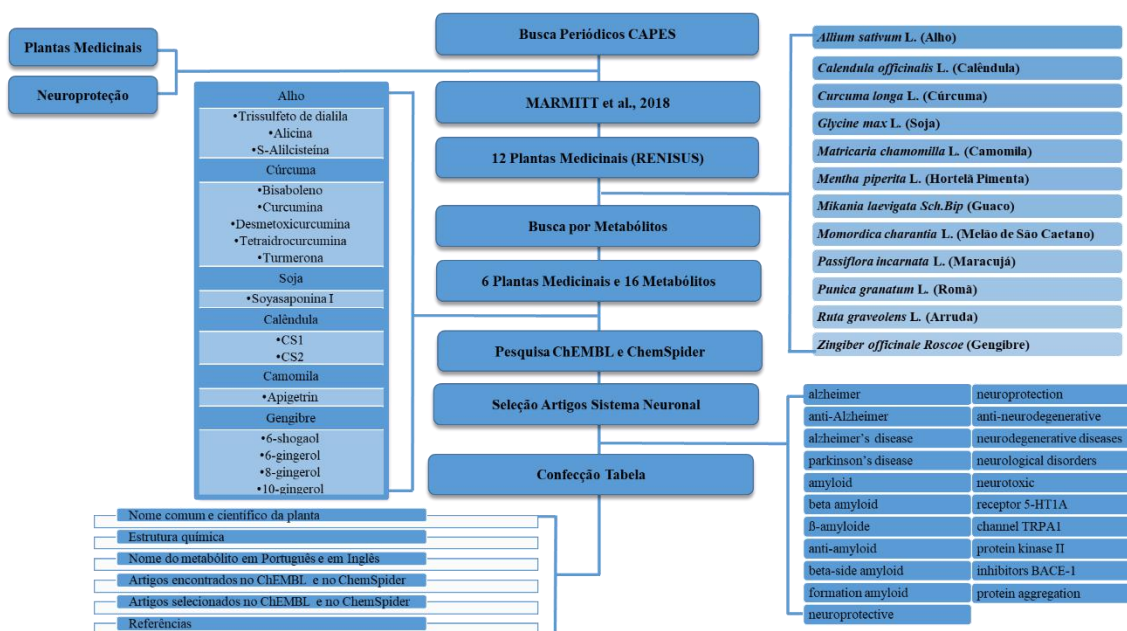 Plantas Medicinais
Neuroproteção
Busca Periódicos CAPES
MARMITT et al., 2018
12 Plantas Medicinais (RENISUS)
Allium sativum L. (Alho)
Calendula officinalis L. (Calêndula)
Curcuma longa L. (Cúrcuma)
Glycine max L. (Soja)
Matricaria chamomilla L. (Camomila)
Mentha piperita L. (Hortelã Pimenta)
Mikania laevigata Sch.Bip (Guaco)
Momordica charantia L. (Melão de São Caetano)
Passiflora incarnata L. (Maracujá)
Punica granatum L. (Romã)
Ruta graveolens L. (Arruda)
Zingiber officinale Roscoe (Gengibre)
Busca por Metabólitos
6 Plantas Medicinais e 16 Metabólitos
Alho
•Trissulfeto de dialila
•Alicina
•S-Alilcisteína
Cúrcuma
•Bisaboleno
•Curcumina
•Desmetoxicurcumina
•Tetraidrocurcumina
•Turmerona
Soja
•Soyasaponina I
Calêndula
•CS1
•CS2
Camomila
•Apigetrin
Gengibre
•6-shogaol
•6-gingerol
•8-gingerol
•10-gingerol
Pesquisa ChEMBL e ChemSpider
Seleção Artigos Sistema Neuronal
alzheimer
anti-Alzheimer
alzheimer's disease
parkinson's disease
amyloid
beta amyloid
ß-amyloide
anti-amyloid
beta-side amyloid
formation amyloid
neuroprotective
neuroprotection
anti-neurodegenerative
neurodegenerative diseases
neurological disorders
neurotoxic
receptor 5-HT1A
channel TRPA1
protein kinase II
inhibitors BACE-1
protein aggregation
Confecção Tabela
Nome comum e científico da planta
Estrutura química
Nome do metabólito em Português e em Inglês
Artigos encontrados no ChEMBL e no ChemSpider
Artigos selecionados no ChEMBL e no ChemSpider
Referências